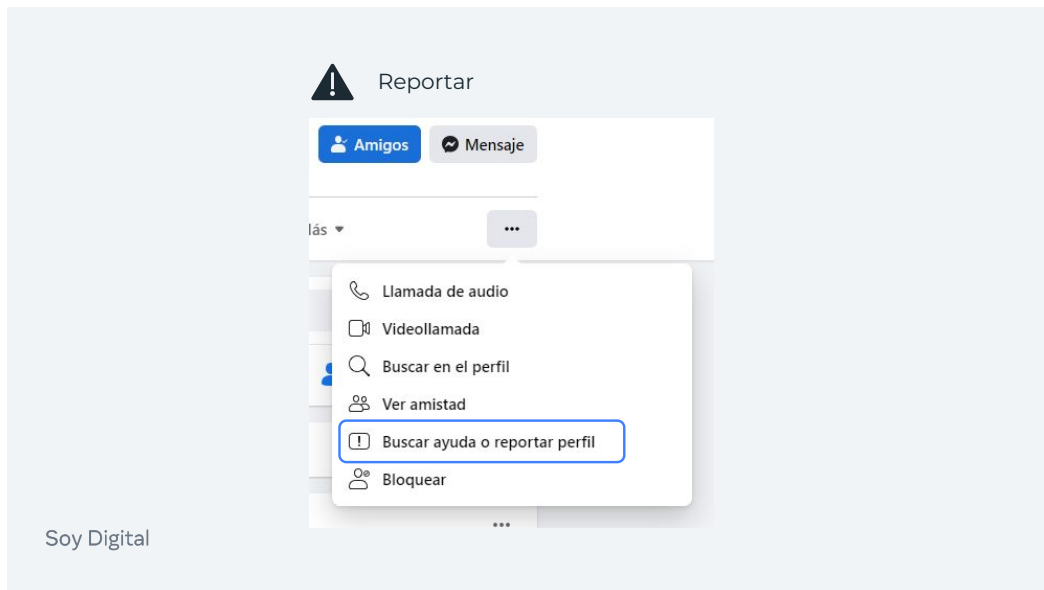 Reportar
Amigos
Mensaje
lás
Llamada de audio
Videollamada
Buscar en el perfil
Ver amistad
Buscar ayuda o reportar perfil
Bloquear
Soy Digital